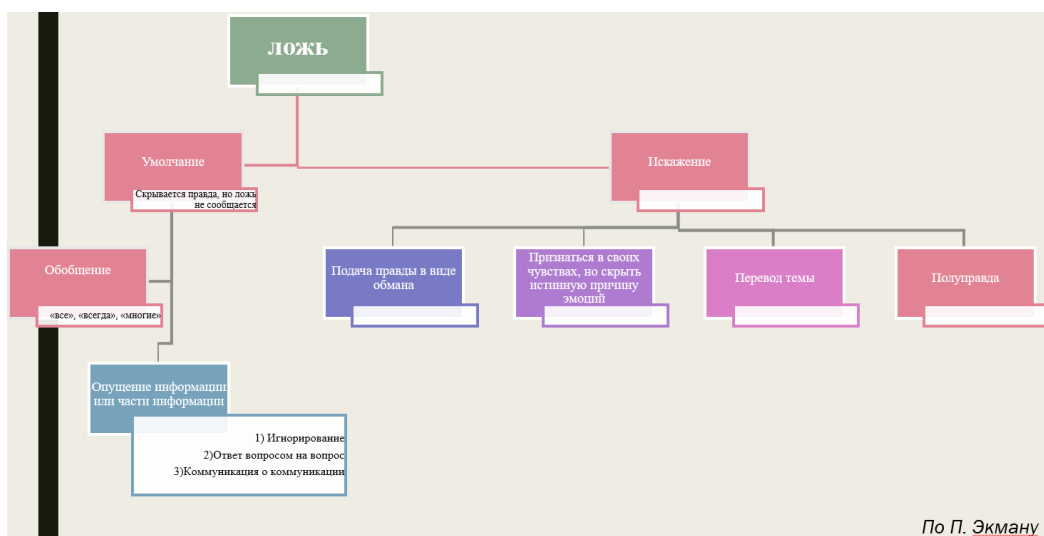 ЛОЖЬ
Умолчание
Скрывается правда, но ложь
не сообщается
Искажение
Обобщение
«все», «всегда», «многие»
Опущение информации
или части информации
1) Игнорирование
2)Ответ вопросом на вопрос
3)Коммуникация о коммуникации
Подача правды в виде
обмана
Признаться в своих
чувствах, но скрыть
истинную причину
эмоций
Перевод темы
Полуправда
По П. Экману